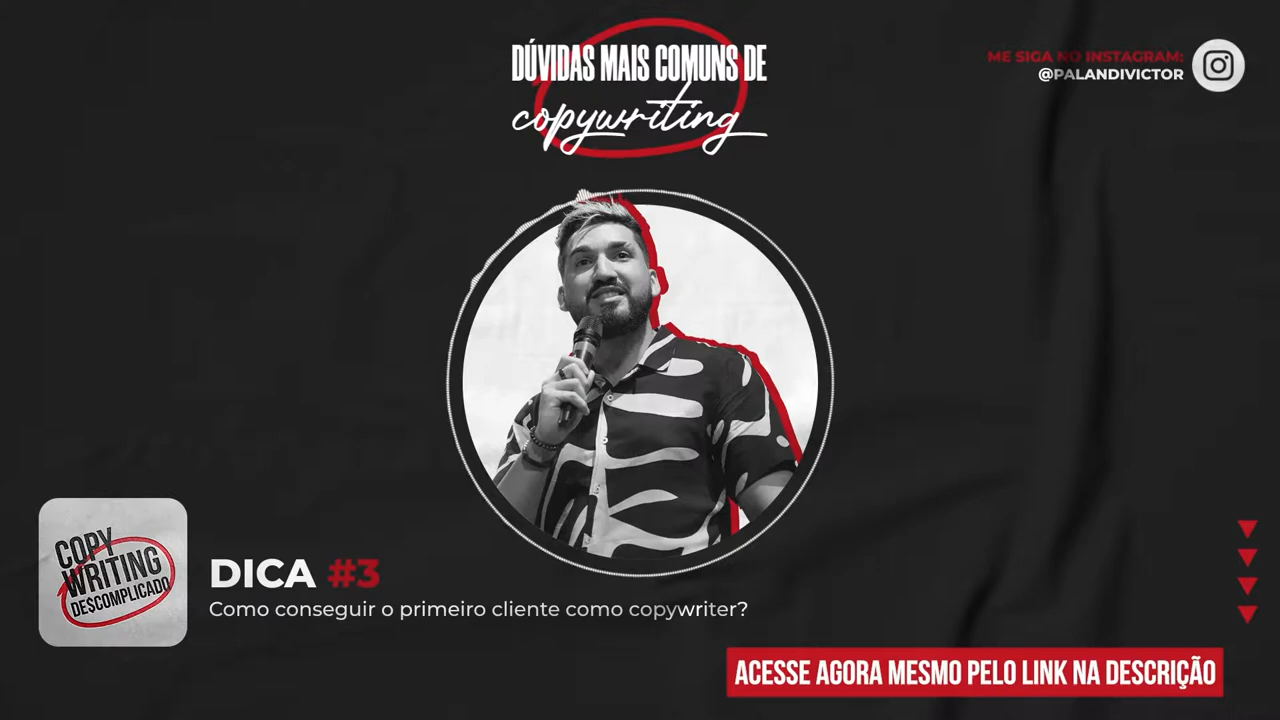 DÚVIDAS MAIS COMUNS DE
copywriting
ME SIGA NO INSTAGRAM:
@PALANDIVICTOR
COPY
WRITING
DESCOMPLICADO
DICA #3
Como conseguir o primeiro cliente como copywriter?
ACESSE AGORA MESMO PELO LINK NA DESCRIÇÃO